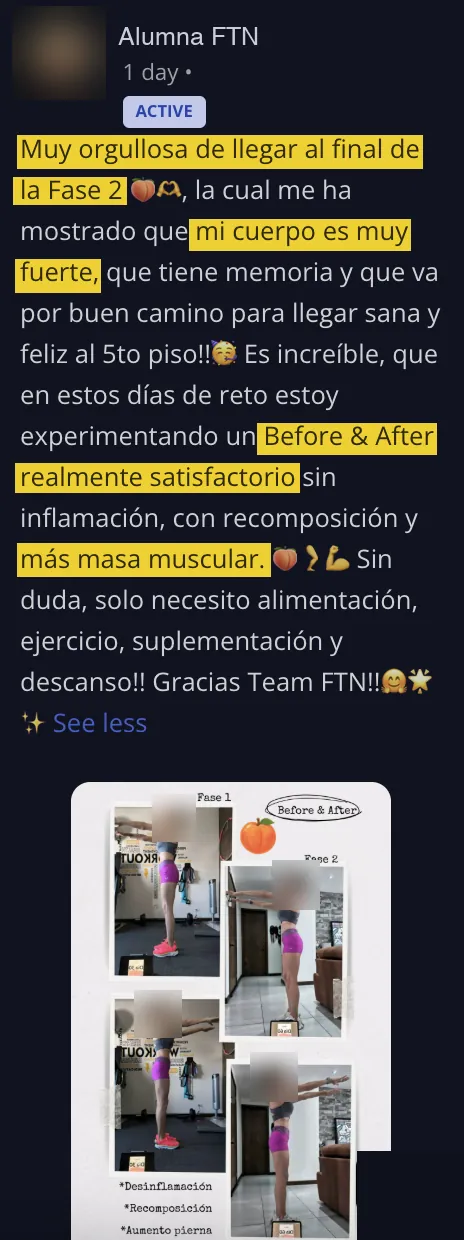 Alumna FTN
1 day •
ACTIVE
Muy orgullosa de llegar al final de
la Fase 2 🍑🫶, la cual me ha
mostrado que mi cuerpo es muy
fuerte, que tiene memoria y que va
por buen camino para llegar sana y
feliz al 5to piso!!🥳 Es increíble, que
en estos días de reto estoy
experimentando un Before & After
realmente satisfactorio sin
inflamación, con recomposición y
más masa muscular. 🍑🦵💪 Sin
duda, solo necesito alimentación,
ejercicio, suplementación y
descanso!! Gracias Team FTN!!🤗🌟
✨ See less
Fase 1
Before & After
Fase 2
*Desinflamación
*Recomposición
*Aumento pierna